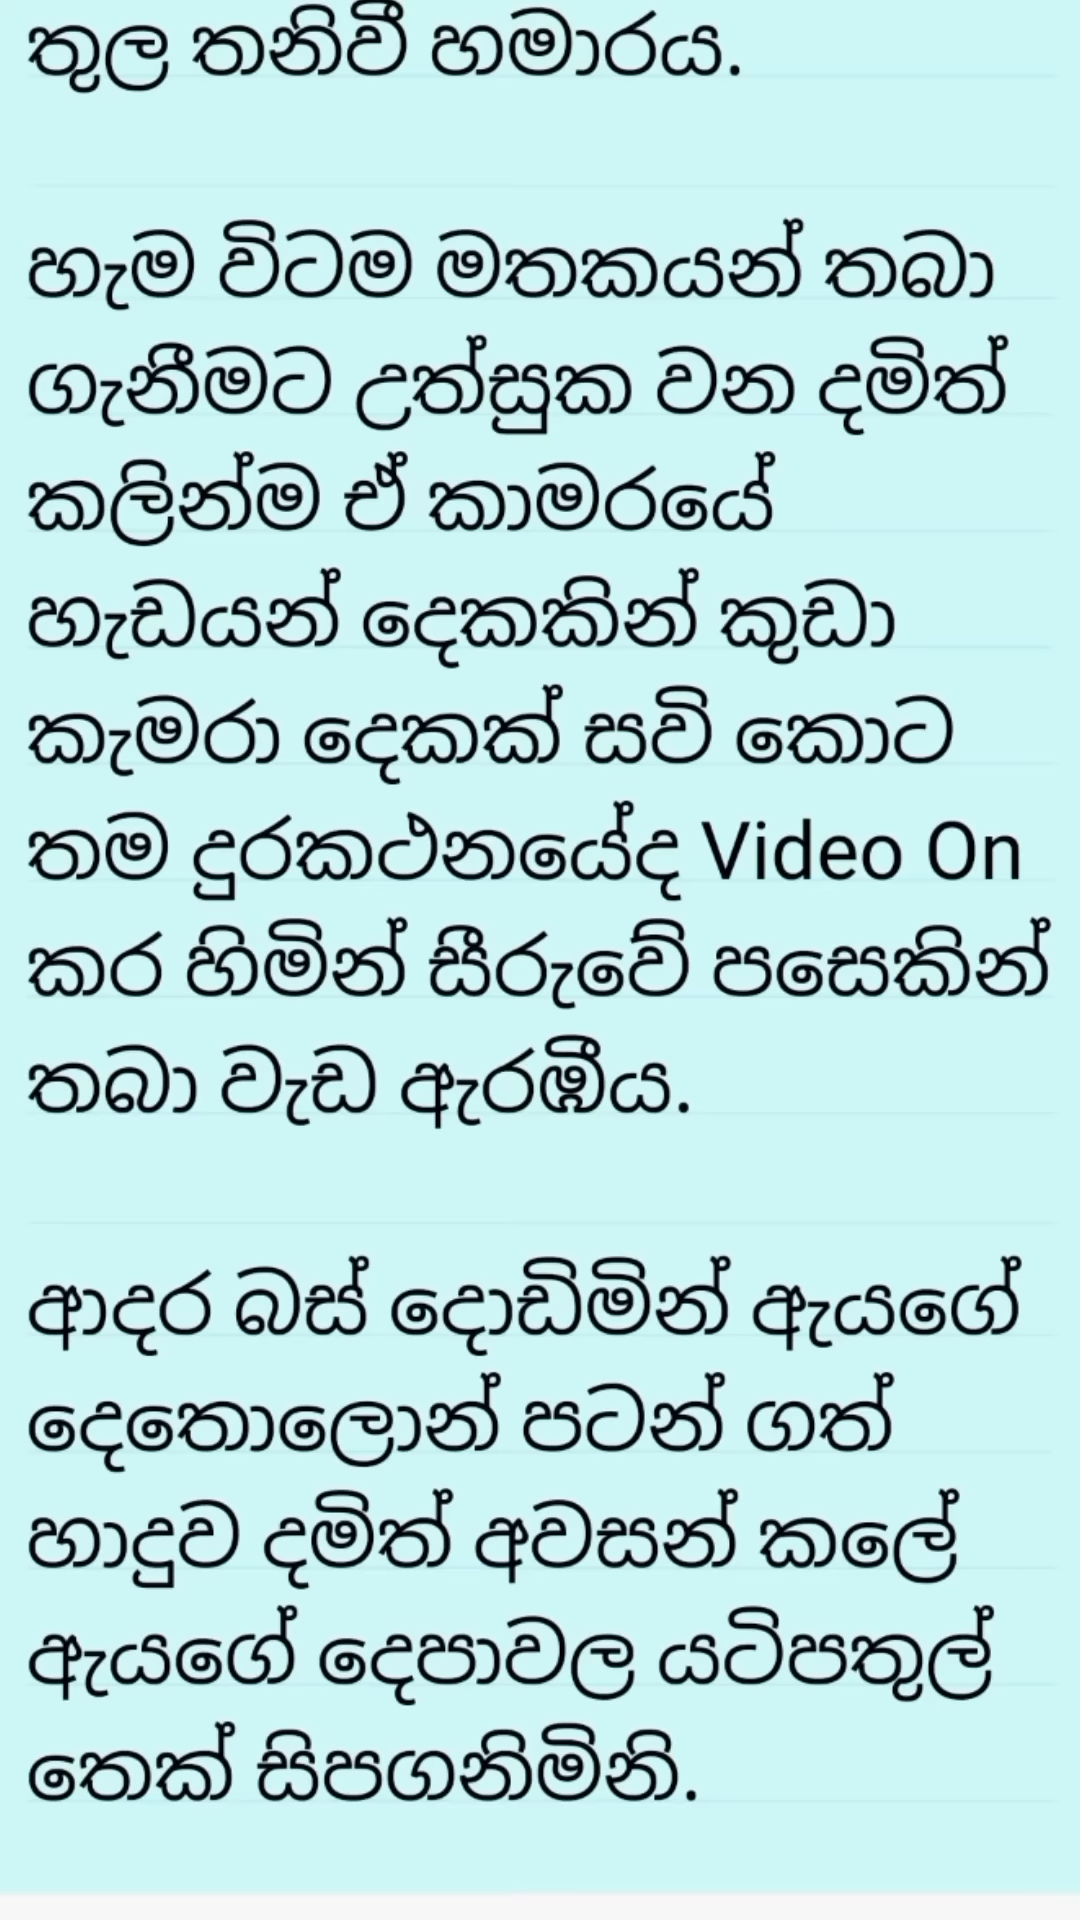 තුල තනිවී හමාරය.
හැම විටම මතකයන් තබා
ගැනීමට උත්සුක වන දමිත්
කලින්ම ඒ කාමරයේ
හැඩයන් දෙකකින් කුඩා
කැමරා දෙකක් සවි කොට
තම දුරකථනයේද Video On
කර හිමින් සීරුවේ පසෙකින්
තබා වැඩ ඇරඹීය.
ආදර බස් දොඩිමින් ඇයගේ
දෙතොලොන් පටන් ගත්
හාදුව දමිත් අවසන් කලේ
ඇයගේ දෙපාවල යටිපතුල්
තෙක් සිපගනිමිනි.